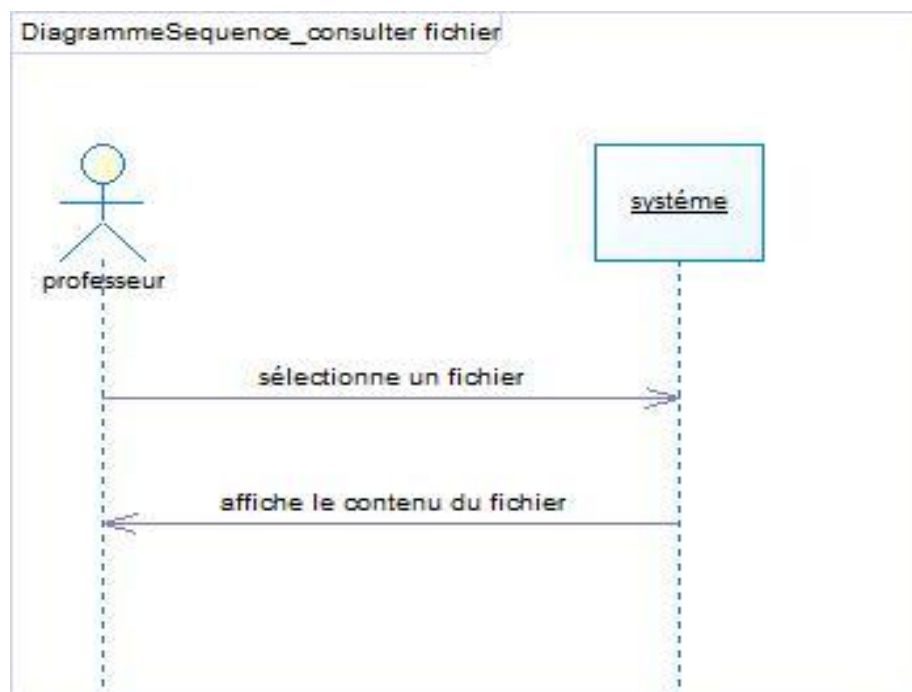 DiagrammeSequence_consulter fichier
systéme
professeur
sélectionne un fichier
affiche le contenu du fichier